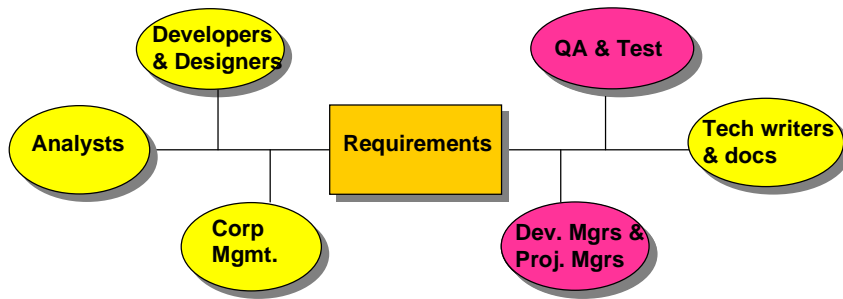 Developers
& Designers
QA & Test
Analysts
Requirements
Tech writers
& docs
Corp
Mgmt.
Dev. Mgrs &
Proj. Mgrs